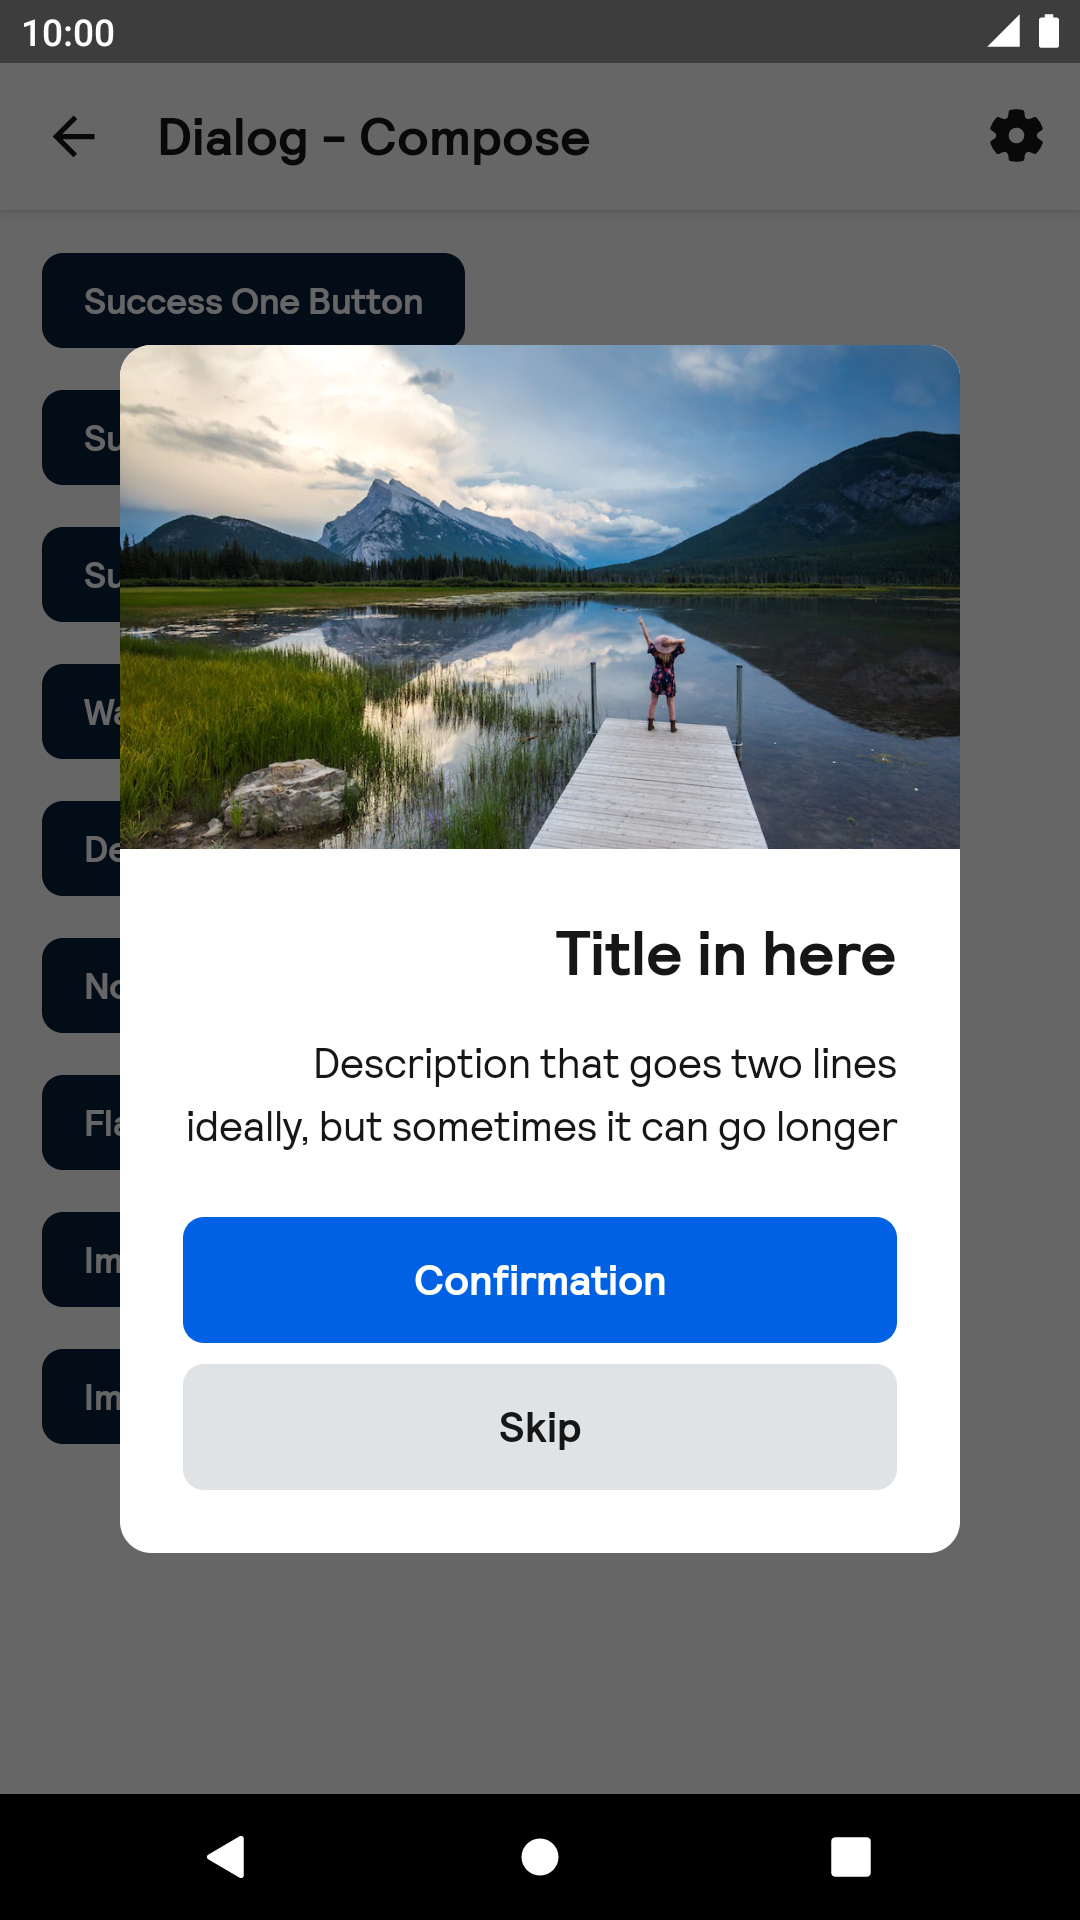 10:00
Dialog - Compose
Success One Button
Su
Su
Wa
De
No
Fla
Im
Im
Title in here
Description that goes two lines
ideally, but sometimes it can go longer
Confirmation
Skip